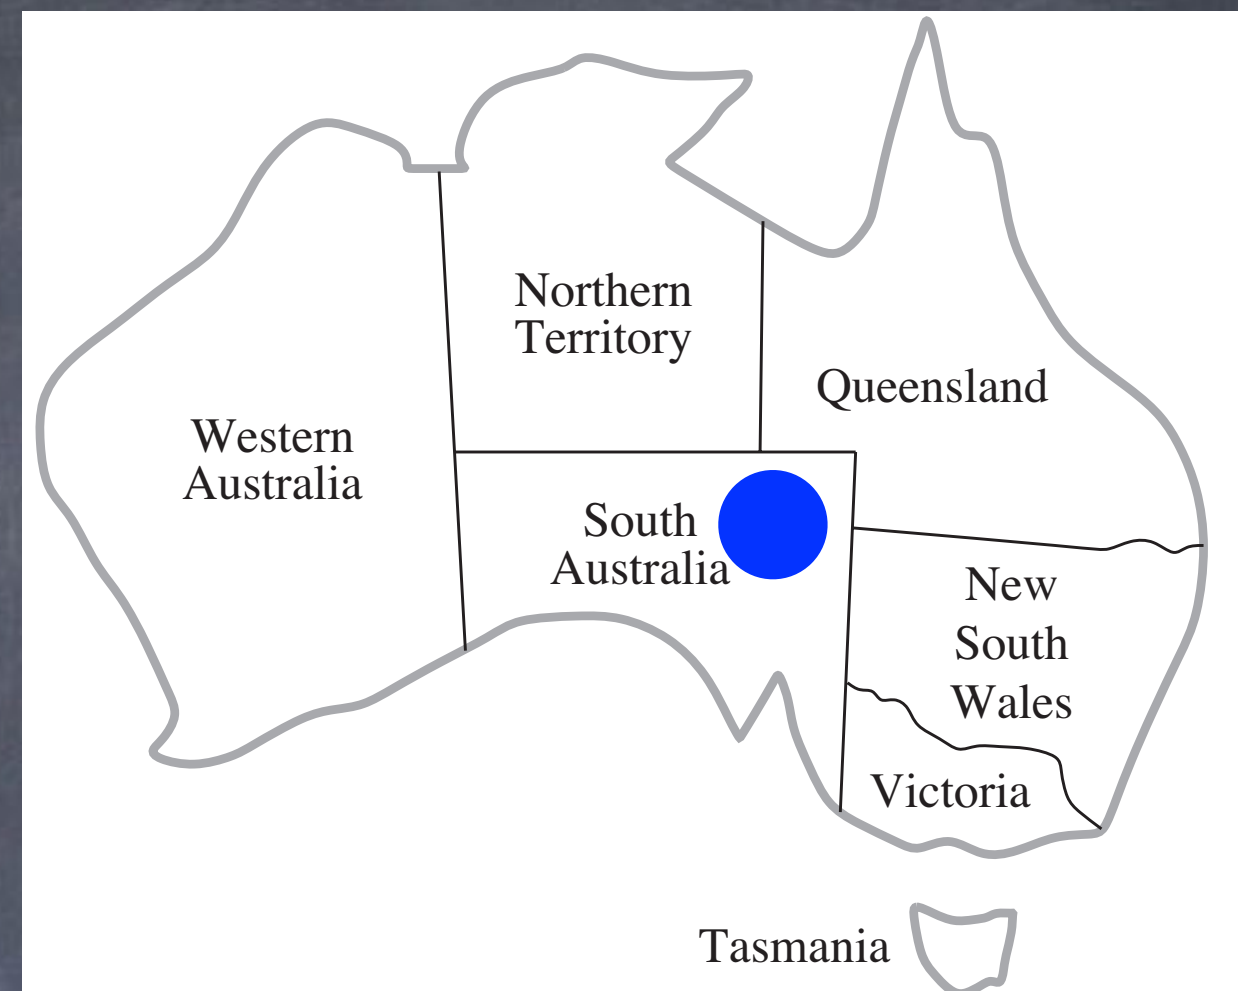 Northern
Territory
Queensland
Western
Australia
South
Australia
New
South
Wales
Victoria
Tasmania